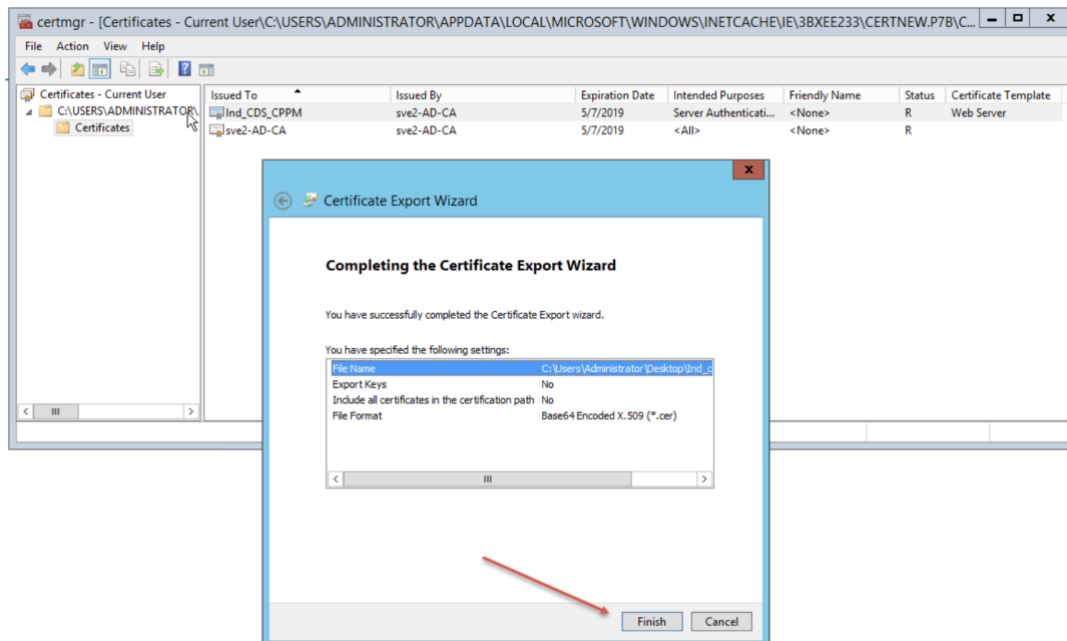 certmgr - [Certificates - Current User\C:\USERS\ADMINISTRATOR\APPDATA\LOCAL\MICROSOFT\WINDOWS\INETCACHE\IE\3BXEE233\CERTNEW.P7B\C...
File Action View Help
Certificates - Current User
C:\USERS\ADMINISTRATOR\
Certificates
Issued To Issued By Expiration Date Intended Purposes Friendly Name Status Certificate Template
Ind_CDS_CPPM sve2-AD-CA 5/7/2019 Server Authenticati... <None> R Web Server
sve2-AD-CA sve2-AD-CA 5/7/2019 <All> <None> R
Certificate Export Wizard
Completing the Certificate Export Wizard
You have successfully completed the Certificate Export wizard.
You have specified the following settings:
File Name C:\Users\Administrator\Desktop\Ind_c
Export Keys No
Include all certificates in the certification path No
File Format Base64 Encoded X.509 (*.cer)
Finish Cancel